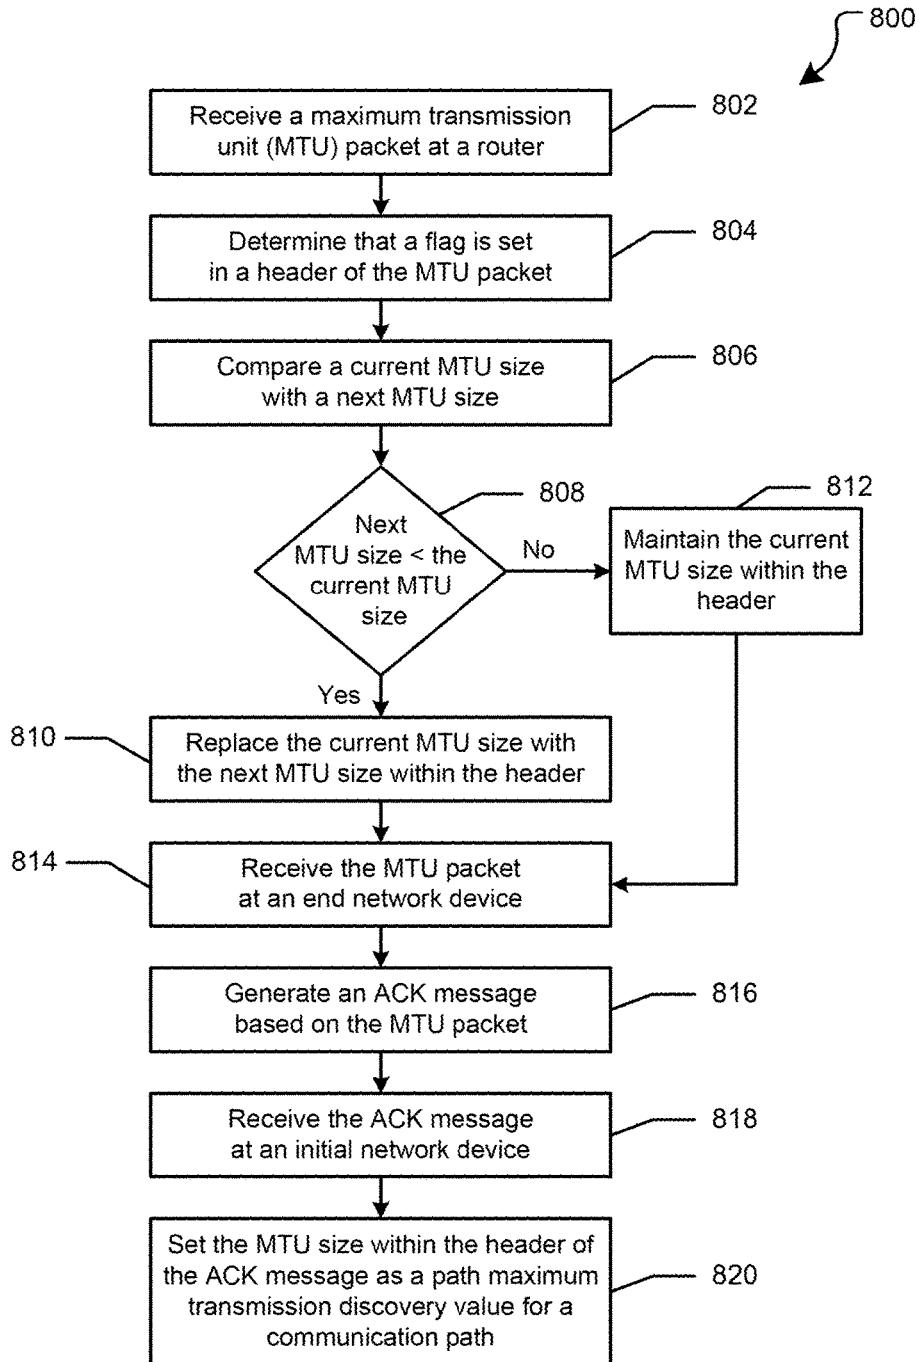 800
Receive a maximum transmission
unit (MTU) packet at a router
802
Determine that a flag is set
in a header of the MTU packet
804
Compare a current MTU size
with a next MTU size
806
Next
MTU size < the
current MTU
size
808
No
812
Maintain the current
MTU size within the
header
Yes
810
Replace the current MTU size with
the next MTU size within the header
814
Receive the MTU packet
at an end network device
Generate an ACK message
based on the MTU packet
816
Receive the ACK message
at an initial network device
818
Set the MTU size within the header of
the ACK message as a path maximum
transmission discovery value for a
communication path
820